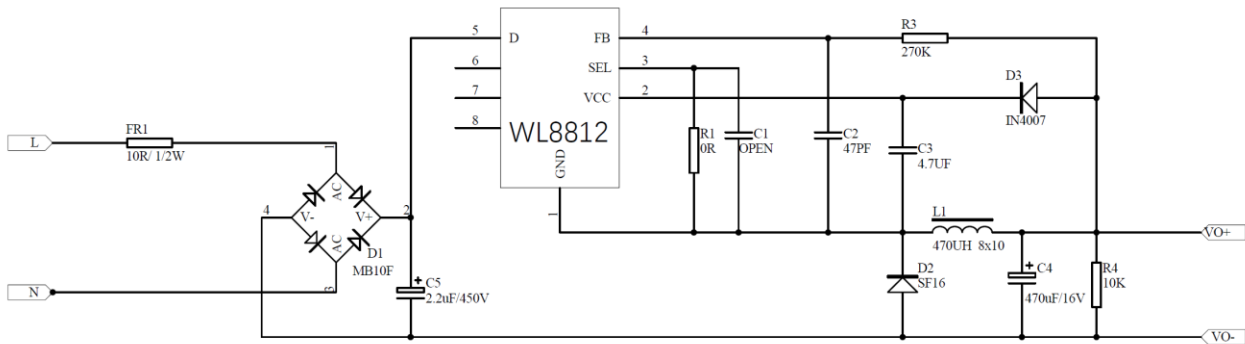 5
D
FB
4
R3
270K
6
SEL
3
7
VCC
2
D3
IN4007
8
WL8812
GND
1
R1
0R
C1
OPEN
C2
47PF
C3
4.7UF
L
FR1
10R/ 1/2W
1
AC
4
V-
V+
2
AC
3
D1
MB10F
N
C5
2.2uF/450V
L1
470UH 8x10
D2
SF16
C4
470uF/16V
R4
10K
VO+
VO-
+
+